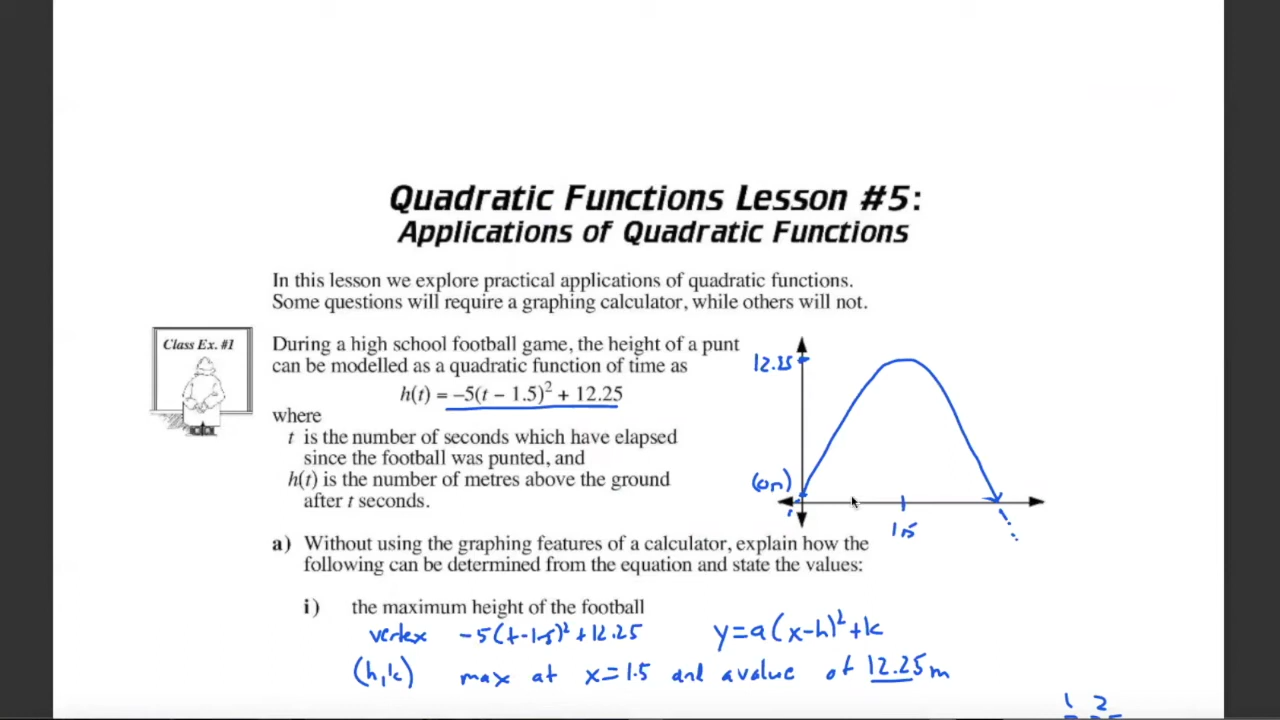 Quadratic Functions Lesson #5:
Applications of Quadratic Functions
In this lesson we explore practical applications of quadratic functions.
Some questions will require a graphing calculator, while others will not.
Class Ex. #1
During a high school football game, the height of a punt
can be modelled as a quadratic function of time as
h(t) = –5(t – 1.5)² + 12.25
where
t is the number of seconds which have elapsed
since the football was punted, and
h(t) is the number of metres above the ground
after t seconds.
12.25
1.5
a) Without using the graphing features of a calculator, explain how the
following can be determined from the equation and state the values:
i) the maximum height of the football
vertex -5(t-1.5)² + 12.25 y=a(x-h)²+k
(h,k) max at x=1.5 and a value of 12.25m
1 2